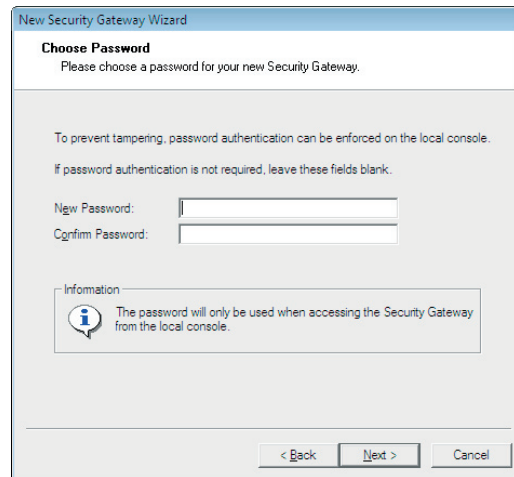 New Security Gateway Wizard
Choose Password
Please choose a password for your new Security Gateway.
To prevent tampering, password authentication can be enforced on the local console.
If password authentication is not required, leave these fields blank.
New Password:
Confirm Password:
Information
The password will only be used when accessing the Security Gateway
from the local console.
< Back Next > Cancel